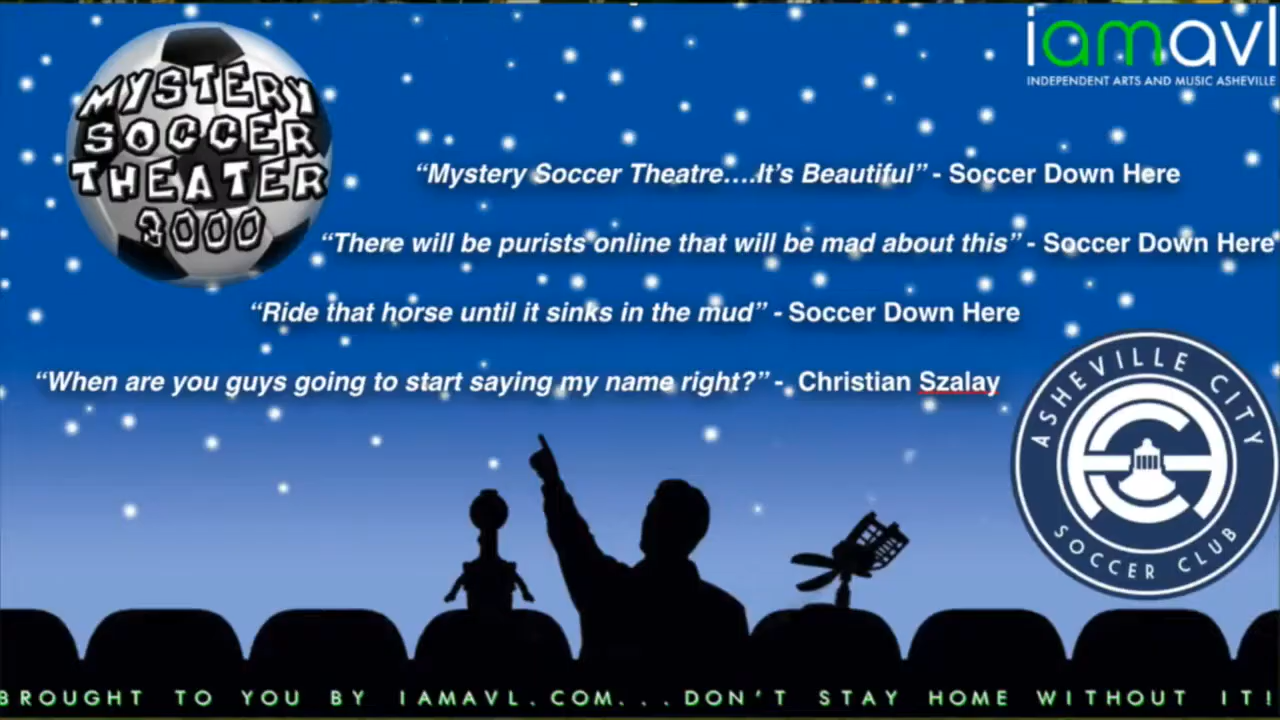 MYSTERY
SOCCER
THEATER
3000
iamavl
INDEPENDENT ARTS AND MUSIC ASHEVILLE
“Mystery Soccer Theatre....It’s Beautiful” - Soccer Down Here
“There will be purists online that will be mad about this” - Soccer Down Here
“Ride that horse until it sinks in the mud” - Soccer Down Here
“When are you guys going to start saying my name right?” - Christian Szalay
ASHEVILLE CITY
SOCCER CLUB
BROUGHT TO YOU BY IAMAVL.COM...DON’T STAY HOME WITHOUT IT!